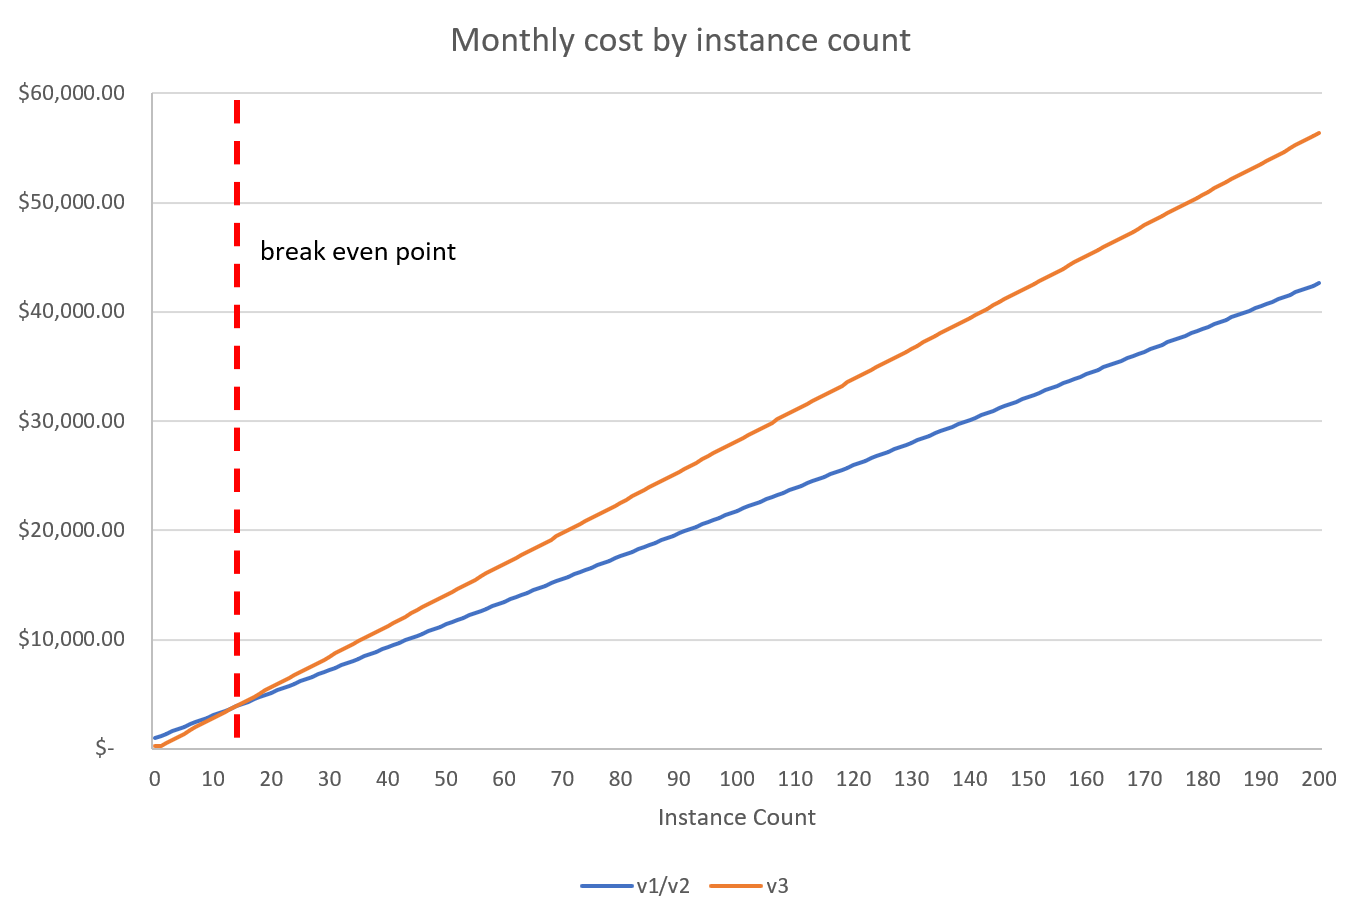 Monthly cost by instance count
$60,000.00
$50,000.00
break even point
$40,000.00
$30,000.00
$20,000.00
$10,000.00
$-
0 10 20 30 40 50 60 70 80 90 100 110 120 130 140 150 160 170 180 190 200
Instance Count
v1/v2 v3